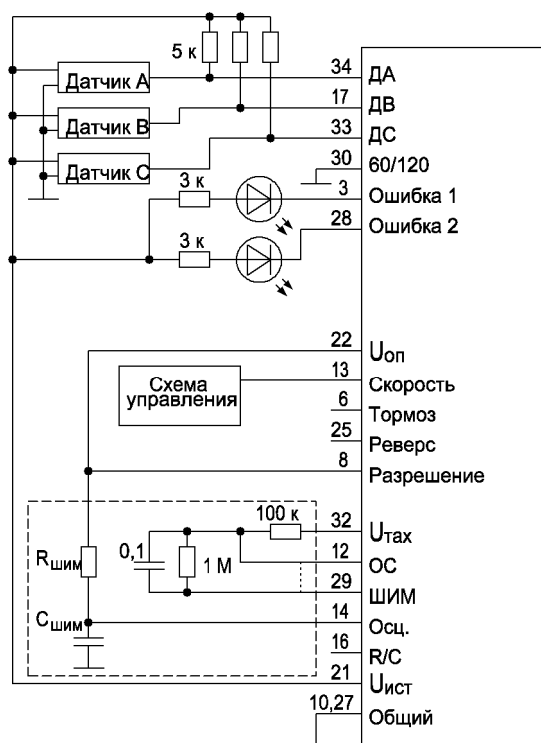 5 к
34
ДА
Датчик A
17
ДВ
Датчик B
33
ДС
Датчик C
30
60/120
3 к
3
Ошибка 1
28
Ошибка 2
3 к
22
Uоп
13
Скорость
Схема
управления
6
Тормоз
25
Реверс
8
Разрешение
100 к
32
Uтах
12
ОС
Rшим
0,1
1 М
29
ШИМ
Cшим
14
Осц.
16
R/C
21
Uист
10,27
Общий